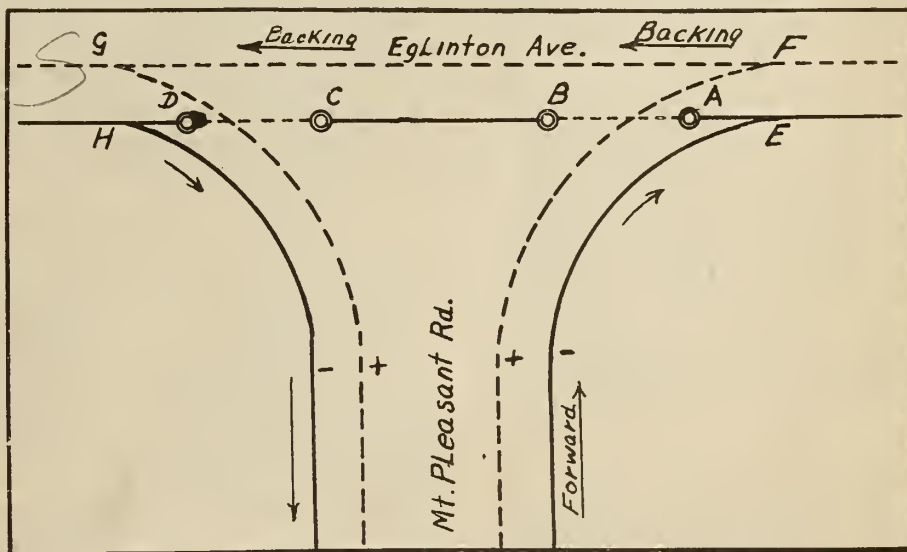 Backing Eglinton Ave. Backing
G F
D C B A
H E
- + + -
Mt. Pleasant Rd.
Forward